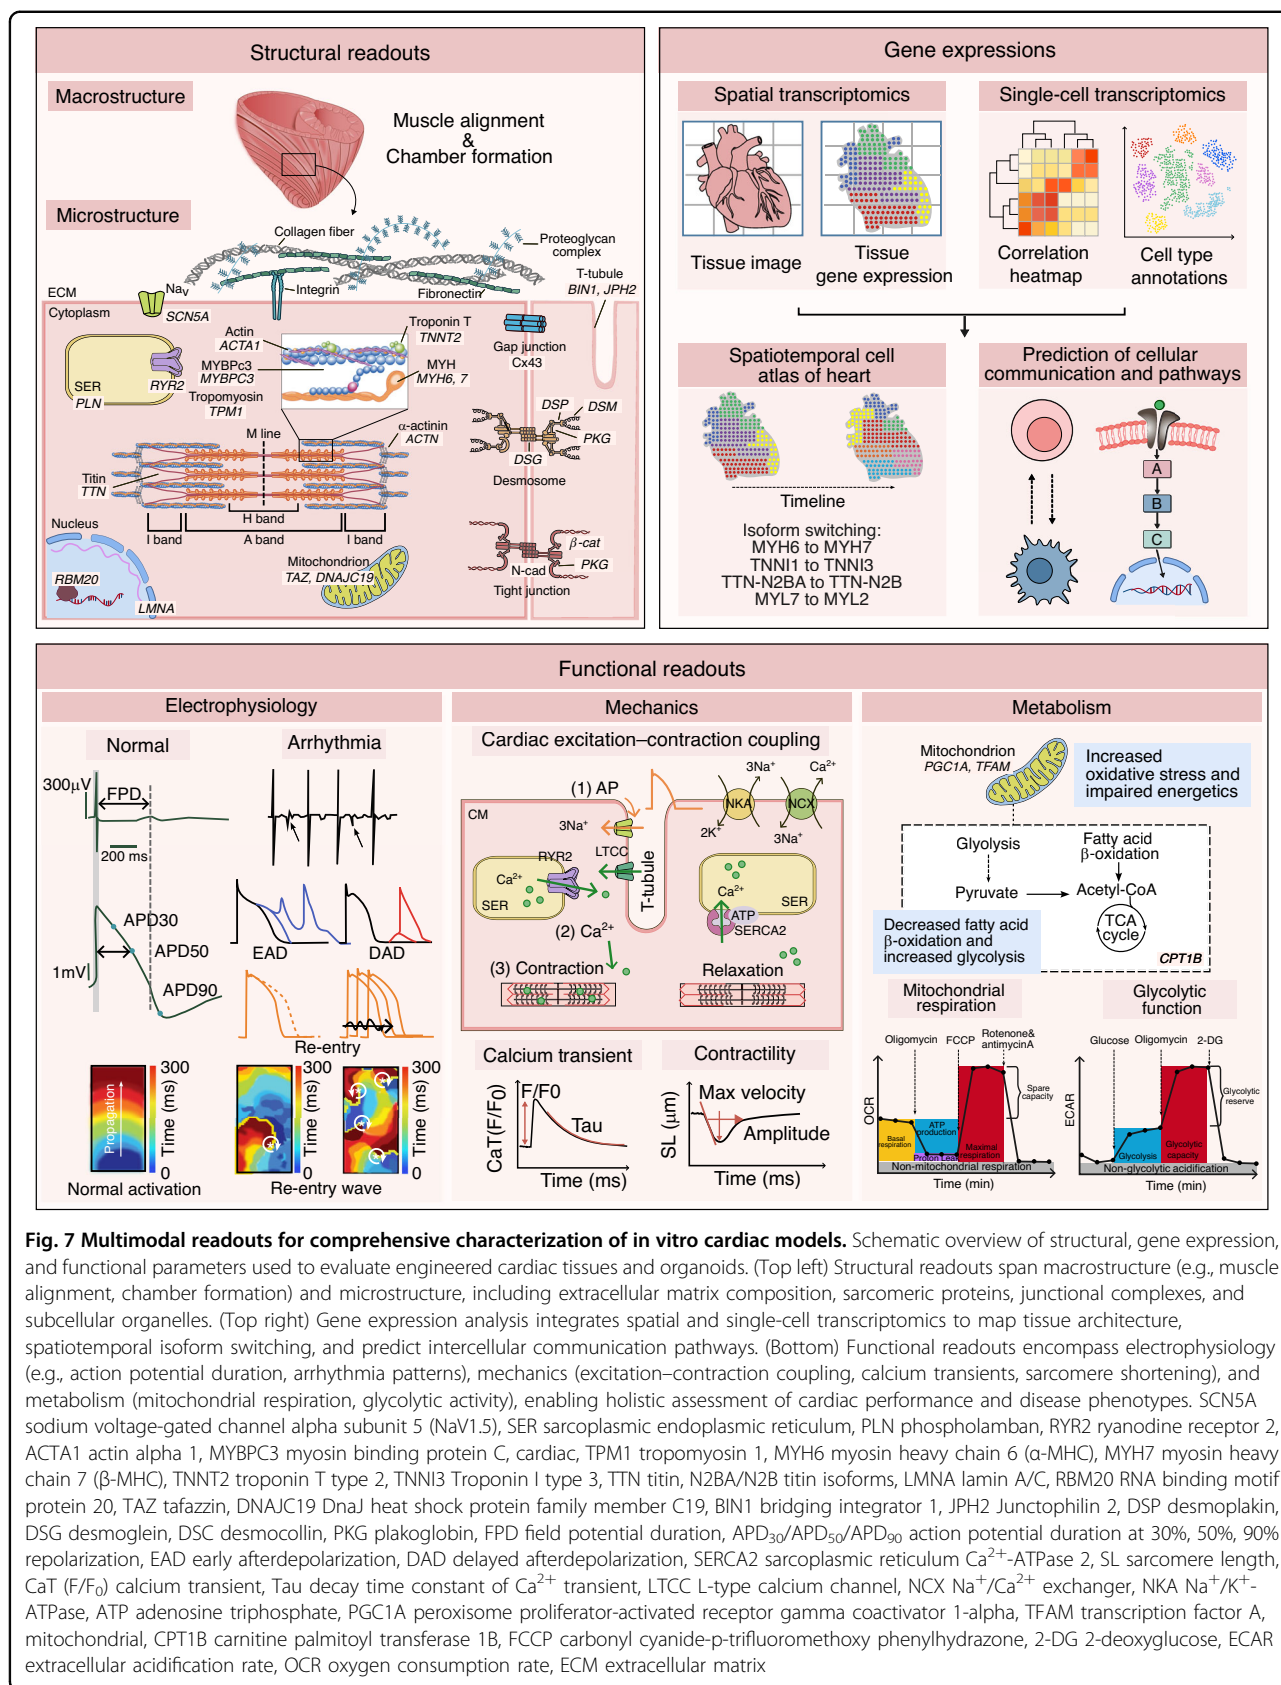 Structural readouts
Macrostructure
Muscle alignment
&
Chamber formation
Microstructure
Collagen fiber
Proteoglycan
complex
T-tubule
BIN1, JPH2
ECM
Nav
Integrin
Fibronectin
Cytoplasm
SCN5A
Actin
ACTA1
Troponin T
TNNT2
Gap junction
Cx43
MYBPc3
MYBPC3
MYH
MYH6, 7
SER
PLN
RYR2
Tropomyosin
TPM1
DSP
DSM
PKG
DSG
Desmosome
M line
α-actinin
ACTN
Titin
TTN
H band
I band
A band
I band
Nucleus
RBM20
LMNA
Mitochondrion
TAZ, DNAJC19
β-cat
N-cad
PKG
Tight junction
Gene expressions
Spatial transcriptomics
Single-cell transcriptomics
Tissue image
Tissue
gene expression
Correlation
heatmap
Cell type
annotations
Spatiotemporal cell
atlas of heart
Timeline
Isoform switching:
MYH6 to MYH7
TNNI1 to TNNI3
TTN-N2BA to TTN-N2B
MYL7 to MYL2
Prediction of cellular
communication and pathways
A
B
C
Functional readouts
Electrophysiology
Normal
Arrhythmia
300μV
FPD
200 ms
APD30
APD50
APD90
1mV
EAD
DAD
Re-entry
Propagation
300
Time (ms)
0
300
Time (ms)
0
300
Time (ms)
0
Normal activation
Re-entry wave
Mechanics
Cardiac excitation–contraction coupling
(1) AP
3Na+
Ca2+
CM
NKA
NCX
3Na+
2K+
3Na+
RYR2
LTCC
T-tubule
Ca2+
SER
Ca2+
SER
ATP
SERCA2
(2) Ca2+
(3) Contraction
Relaxation
Calcium transient
F/F0
Tau
CaT(F/F0)
Time (ms)
Contractility
Max velocity
Amplitude
SL (μm)
Time (ms)
Metabolism
Mitochondrion
PGC1A, TFAM
Increased
oxidative stress and
impaired energetics
Glycolysis
Fatty acid
β-oxidation
Pyruvate
Acetyl-CoA
TCA
cycle
Decreased fatty acid
β-oxidation and
increased glycolysis
CPT1B
Mitochondrial
respiration
Oligomycin
FCCP
Rotenone&
antimycinA
Spare
capacity
OCR
ATP
production
Basal
respiration
Maximal
respiration
Proton Leak
Non-mitochondrial respiration
Time (min)
Glycolytic
function
Glucose
Oligomycin
2-DG
Glycolytic
reserve
ECAR
Glycolysis
Glycolytic
capacity
Non-glycolytic acidification
Time (min)
Fig. 7 Multimodal readouts for comprehensive characterization of in vitro cardiac models. Schematic overview of structural, gene expression,
and functional parameters used to evaluate engineered cardiac tissues and organoids. (Top left) Structural readouts span macrostructure (e.g., muscle
alignment, chamber formation) and microstructure, including extracellular matrix composition, sarcomeric proteins, junctional complexes, and
subcellular organelles. (Top right) Gene expression analysis integrates spatial and single-cell transcriptomics to map tissue architecture,
spatiotemporal isoform switching, and predict intercellular communication pathways. (Bottom) Functional readouts encompass electrophysiology
(e.g., action potential duration, arrhythmia patterns), mechanics (excitation–contraction coupling, calcium transients, sarcomere shortening), and
metabolism (mitochondrial respiration, glycolytic activity), enabling holistic assessment of cardiac performance and disease phenotypes. SCN5A
sodium voltage-gated channel alpha subunit 5 (NaV1.5), SER sarcoplasmic endoplasmic reticulum, PLN phospholamban, RYR2 ryanodine receptor 2,
ACTA1 actin alpha 1, MYBPC3 myosin binding protein C, cardiac, TPM1 tropomyosin 1, MYH6 myosin heavy chain 6 (α-MHC), MYH7 myosin heavy
chain 7 (β-MHC), TNNT2 troponin T type 2, TNNI3 Troponin I type 3, TTN titin, N2BA/N2B titin isoforms, LMNA lamin A/C, RBM20 RNA binding motif
protein 20, TAZ tafazzin, DNAJC19 DnaJ heat shock protein family member C19, BIN1 bridging integrator 1, JPH2 Junctophilin 2, DSP desmoplakin,
DSG desmoglein, DSC desmocollin, PKG plakoglobin, FPD field potential duration, APD30/APD50/APD90 action potential duration at 30%, 50%, 90%
repolarization, EAD early afterdepolarization, DAD delayed afterdepolarization, SERCA2 sarcoplasmic reticulum Ca2+-ATPase 2, SL sarcomere length,
CaT (F/F0) calcium transient, Tau decay time constant of Ca2+ transient, LTCC L-type calcium channel, NCX Na+/Ca2+ exchanger, NKA Na+/K+-
ATPase, ATP adenosine triphosphate, PGC1A peroxisome proliferator-activated receptor gamma coactivator 1-alpha, TFAM transcription factor A,
mitochondrial, CPT1B carnitine palmitoyl transferase 1B, FCCP carbonyl cyanide-p-trifluoromethoxy phenylhydrazone, 2-DG 2-deoxyglucose, ECAR
extracellular acidification rate, OCR oxygen consumption rate, ECM extracellular matrix